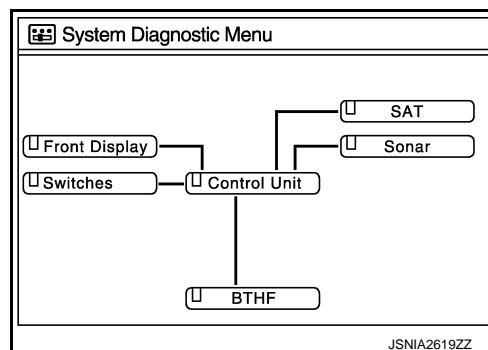 System Diagnostic Menu
SAT
Front Display
Sonar
Switches
Control Unit
BTHF
JSNIA2619ZZ